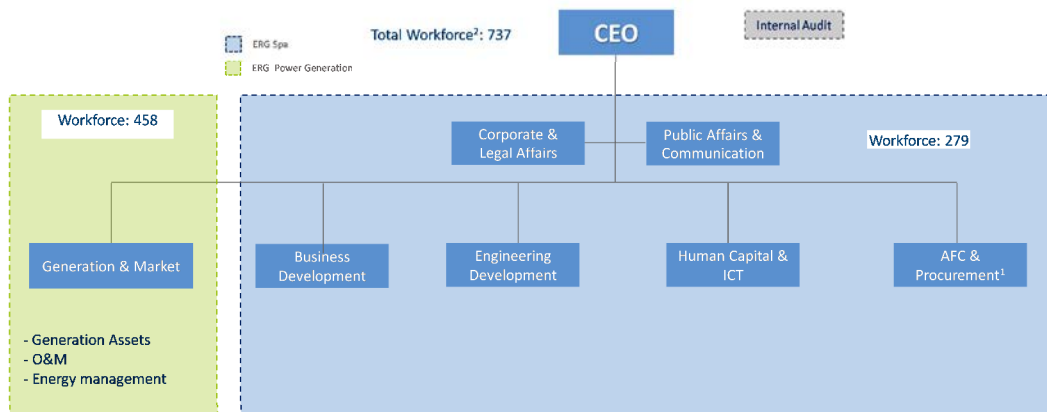 CEO
Internal Audit
Total Workforce²: 737
ERG Spa
ERG Power Generation
Workforce: 458
Corporate &
Legal Affairs
Public Affairs &
Communication
Workforce: 279
Generation & Market
Business
Development
Engineering
Development
Human Capital &
ICT
AFC &
Procurement¹
- Generation Assets
- O&M
- Energy management